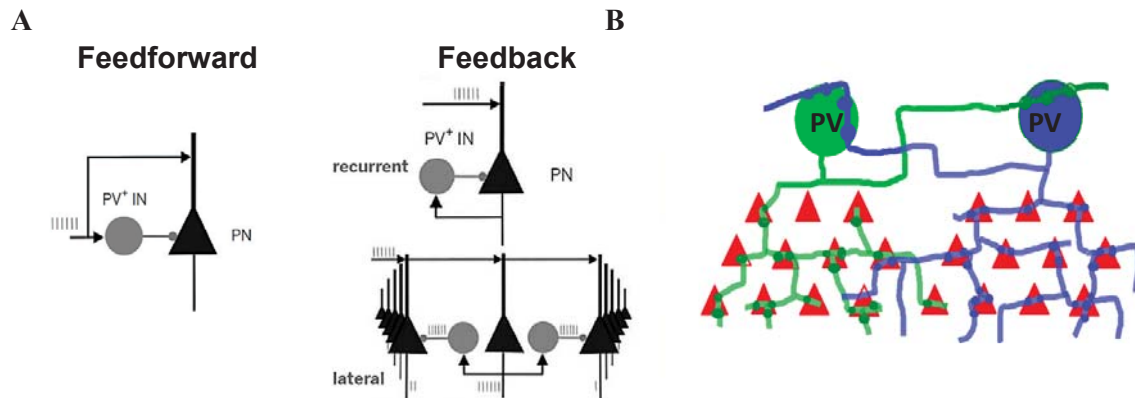 A
B
Feedforward
Feedback
PV⁺ IN
PN
PV⁺ IN
recurrent
PN
lateral
PV
PV